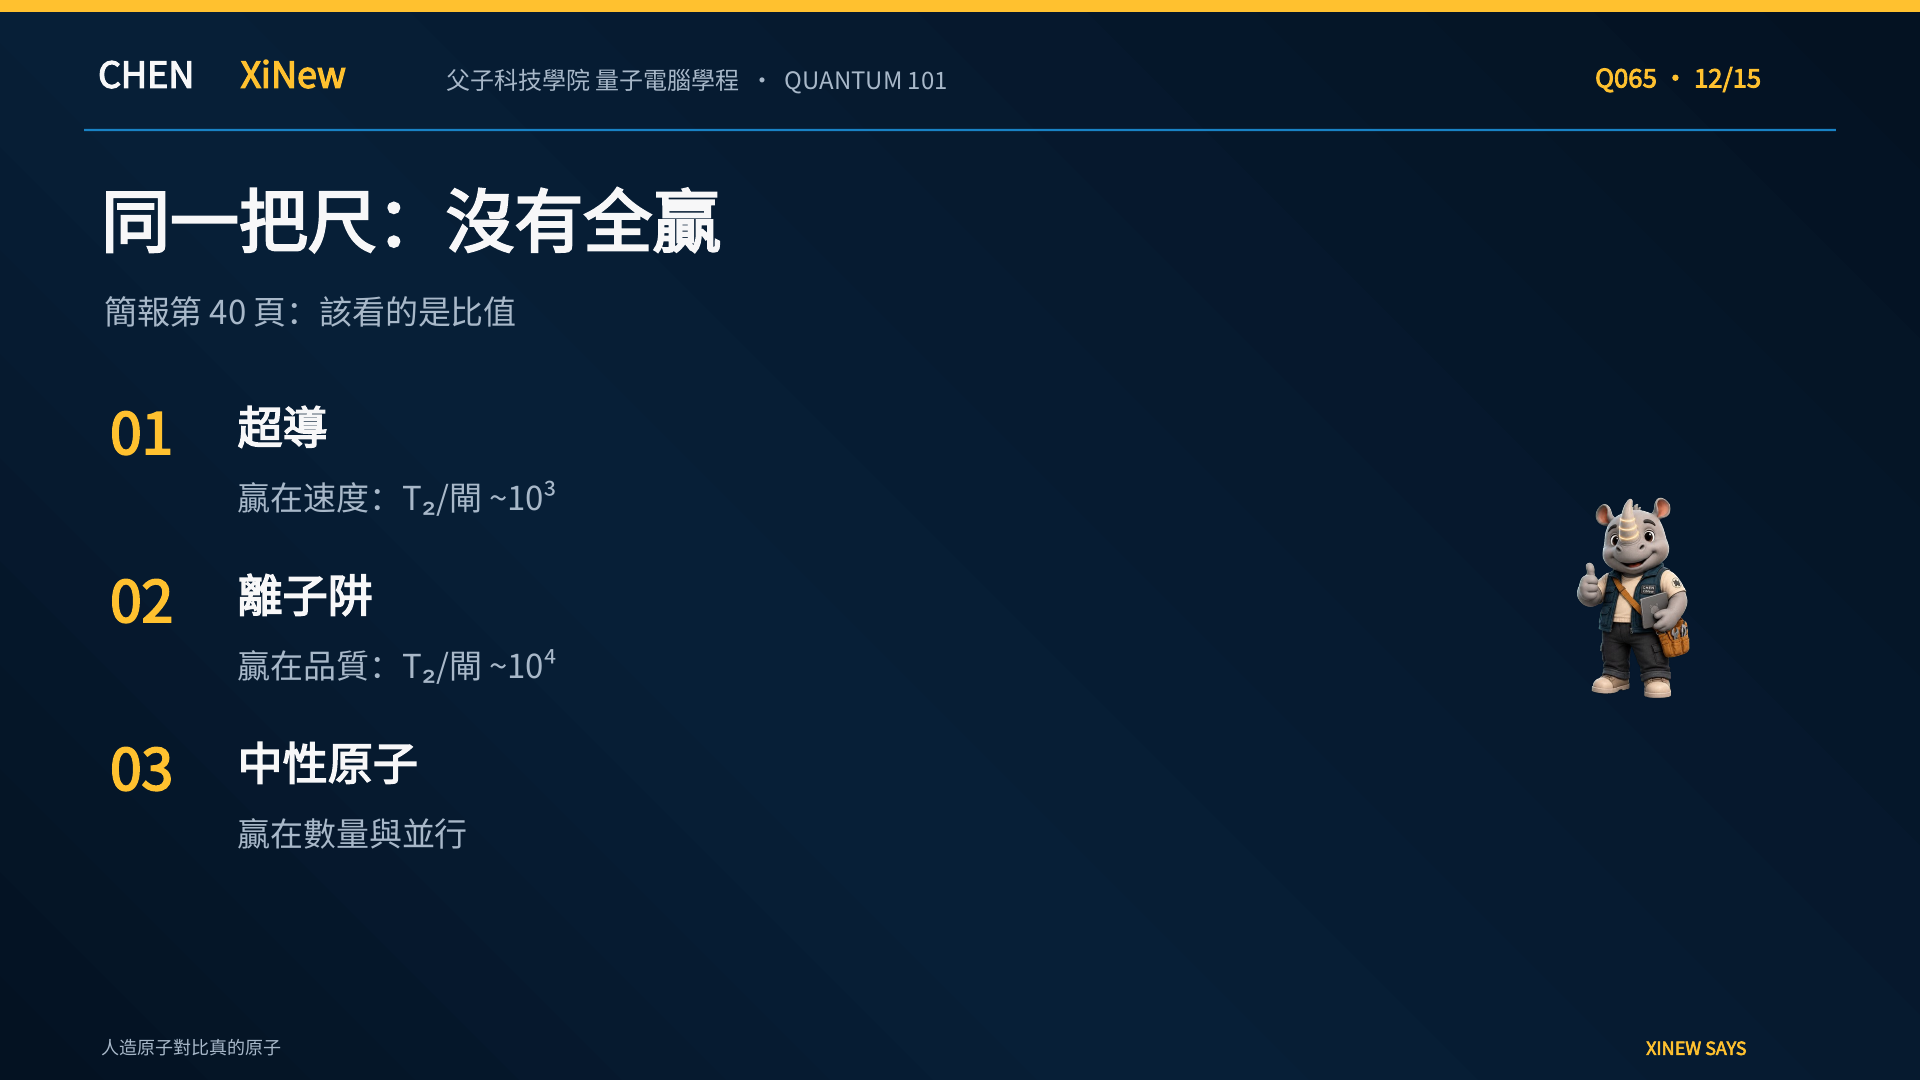 CHEN XiNew 父子科技學院 量子電腦學程 · QUANTUM 101 Q065 · 12/15
同一把尺：沒有全贏
簡報第 40 頁：該看的是比值
01 超導
贏在速度：T₂/閘 ~10³
02 離子阱
贏在品質：T₂/閘 ~10⁴
03 中性原子
贏在數量與並行
人造原子對比真的原子 XINEW SAYS